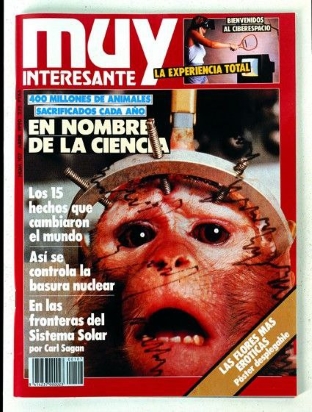 muy
INTERESANTE
BIENVENIDOS
AL CIBERESPACIO
LA EXPERIENCIA TOTAL
400 MILLONES DE ANIMALES
SACRIFICADOS CADA AÑO
EN NOMBRE
DE LA CIENCIA
Los 15
hechos que
cambiaron
el mundo
Así se
controla la
basura nuclear
En las
fronteras del
Sistema Solar
por Carl Sagan
LAS FLORES MAS
EROTICAS
Póster desplegable